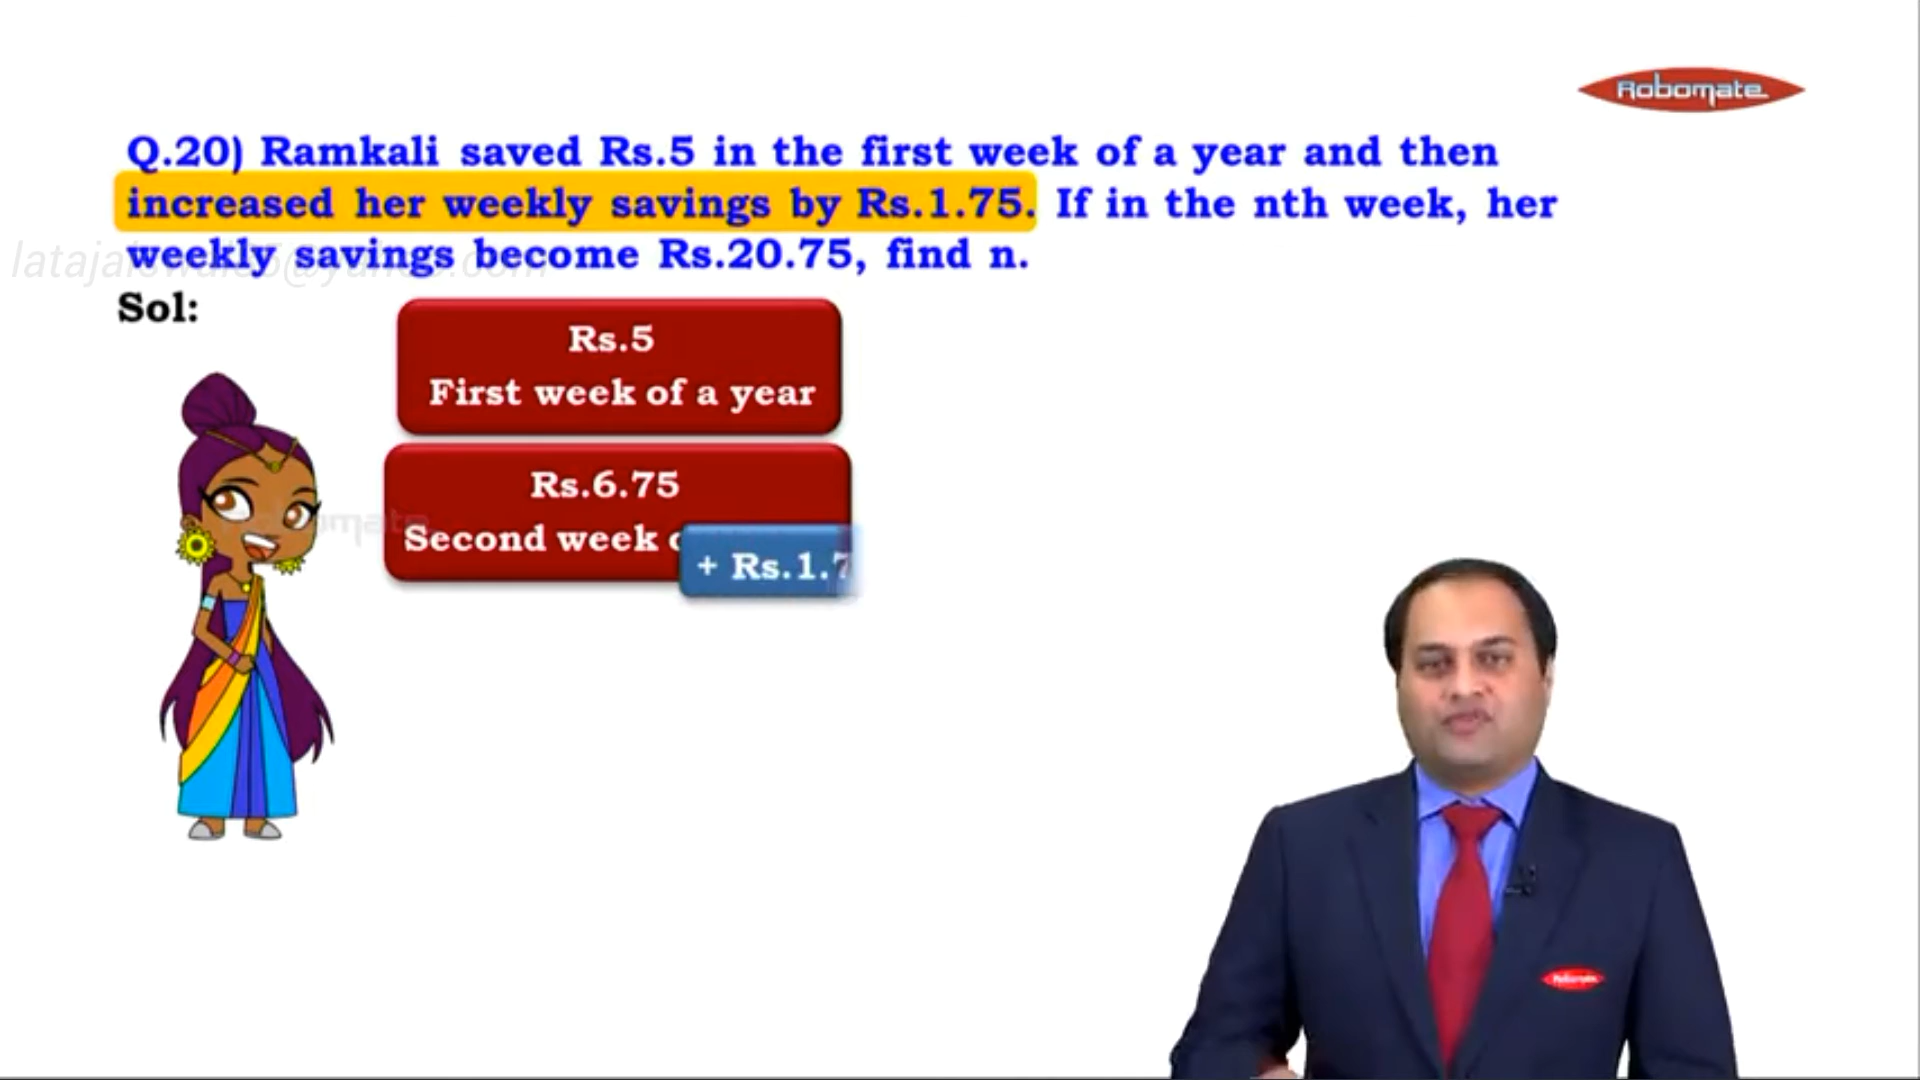 Robomate
Q.20) Ramkali saved Rs.5 in the first week of a year and then
increased her weekly savings by Rs.1.75. If in the nth week, her
weekly savings become Rs.20.75, find n.
Sol:
Rs.5
First week of a year
Rs.6.75
Second week
+ Rs.1.7
Robomate